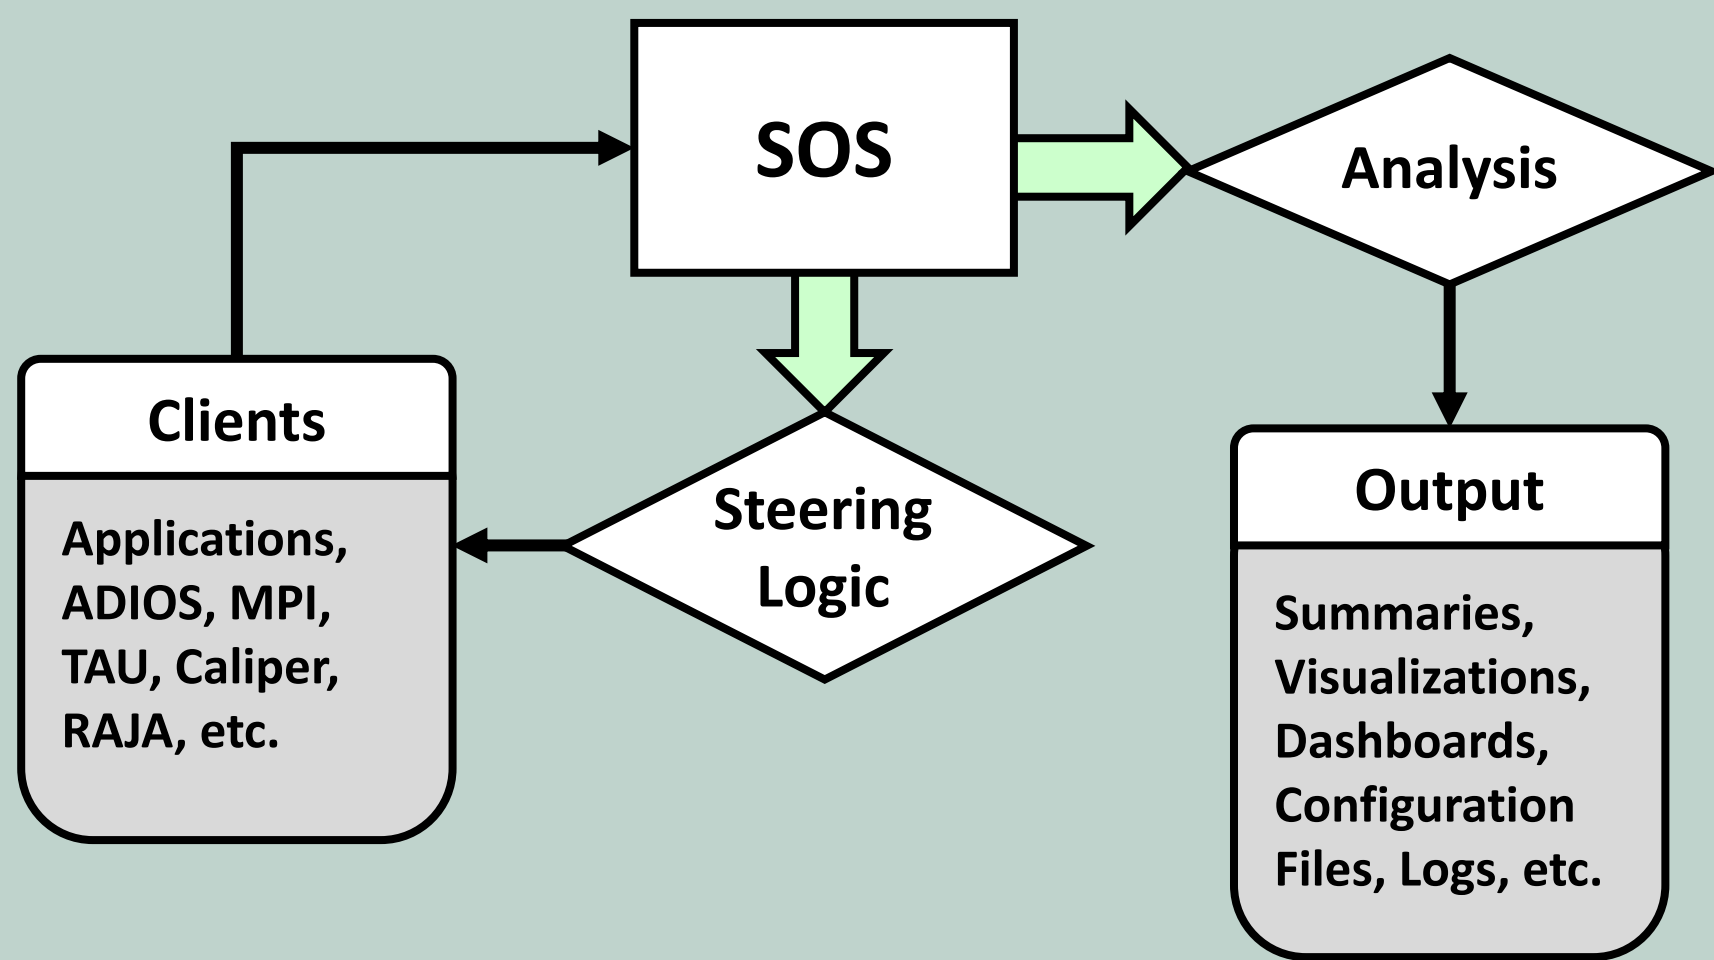 SOS
Analysis
Clients
Applications,
ADIOS, MPI,
TAU, Caliper,
RAJA, etc.
Steering
Logic
Output
Summaries,
Visualizations,
Dashboards,
Configuration
Files, Logs, etc.